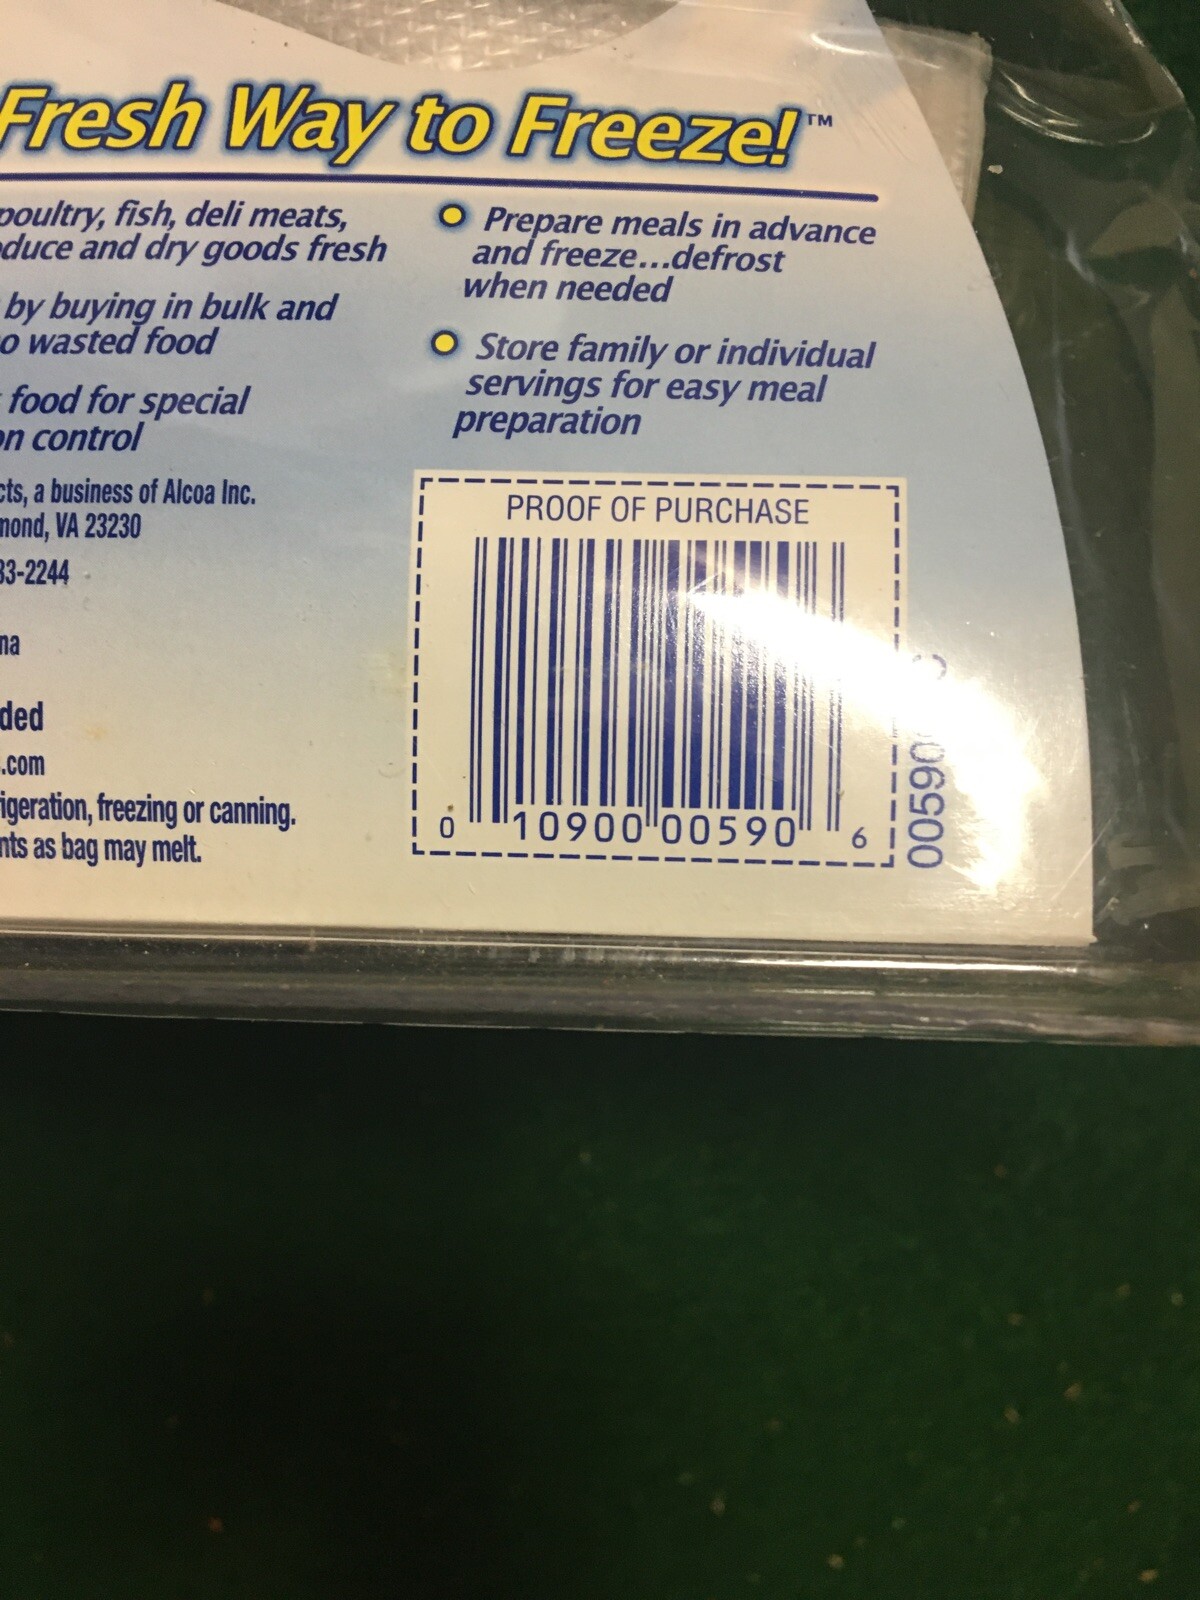 Fresh Way to Freeze!™
poultry, fish, deli meats,
duce and dry goods fresh
by buying in bulk and
o wasted food
food for special
on control
Prepare meals in advance
and freeze...defrost
when needed
Store family or individual
servings for easy meal
preparation
cts, a business of Alcoa Inc.
mond, VA 23230
33-2244
na
ded
.com
igeration, freezing or canning.
nts as bag may melt.
PROOF OF PURCHASE
0 10900 00590 6